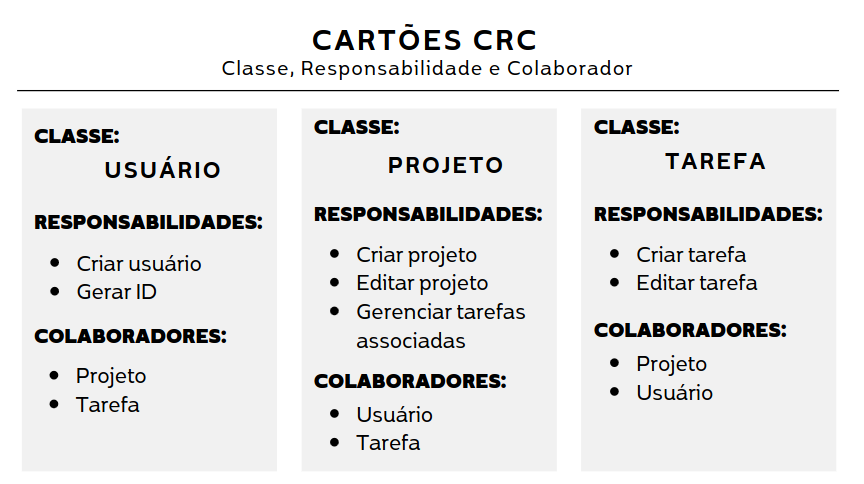 CARTÕES CRC
Classe, Responsabilidade e Colaborador
CLASSE:
USUÁRIO
RESPONSABILIDADES:
• Criar usuário
• Gerar ID
COLABORADORES:
• Projeto
• Tarefa
CLASSE:
PROJETO
RESPONSABILIDADES:
• Criar projeto
• Editar projeto
• Gerenciar tarefas
associadas
COLABORADORES:
• Usuário
• Tarefa
CLASSE:
TAREFA
RESPONSABILIDADES:
• Criar tarefa
• Editar tarefa
COLABORADORES:
• Projeto
• Usuário